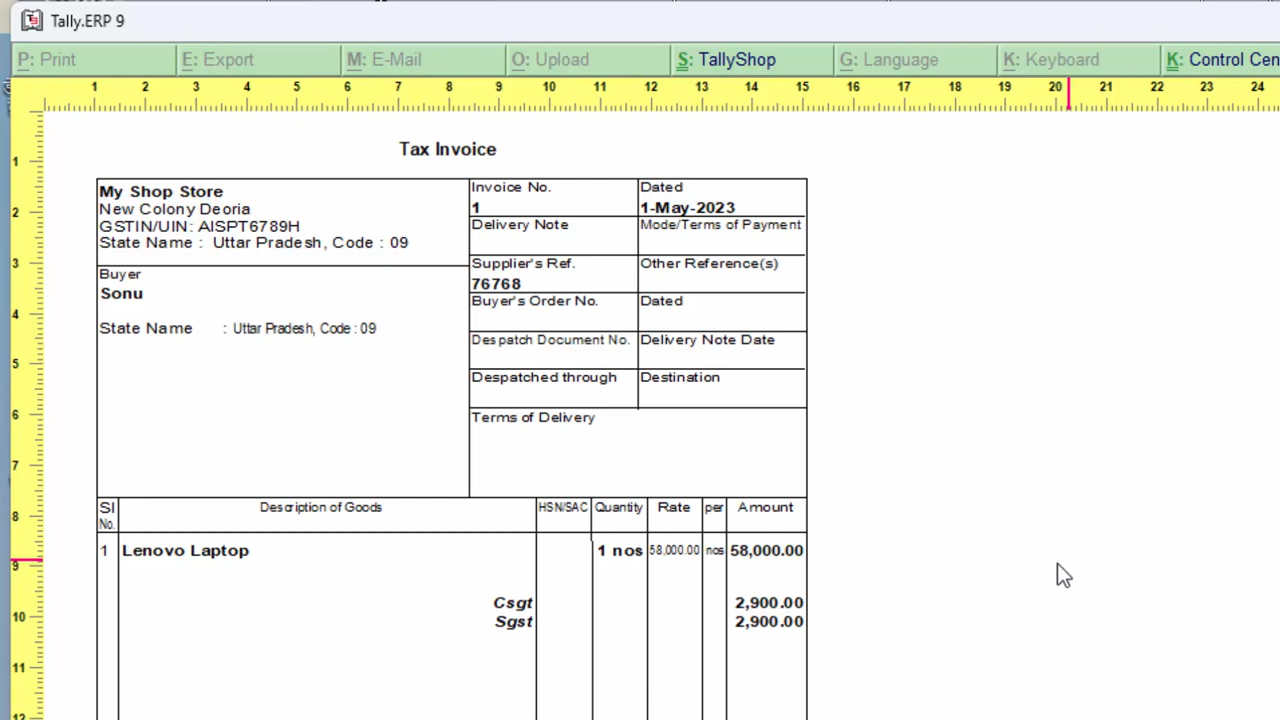 Tally.ERP 9
P: Print E: Export M: E-Mail O: Upload S: TallyShop G: Language K: Keyboard K: Control Cen
1 2 3 4 5 6 7 8 9 10 11 12 13 14 15 16 17 18 19 20 21 22 23 24
1
2
3
4
5
6
7
8
9
10
11
12
Tax Invoice
My Shop Store
New Colony Deoria
GSTIN/UIN: AISPT6789H
State Name : Uttar Pradesh, Code : 09
Buyer
Sonu
State Name : Uttar Pradesh, Code : 09
Invoice No. Dated
1 1-May-2023
Delivery Note Mode/Terms of Payment
Supplier's Ref. Other Reference(s)
76768
Buyer's Order No. Dated
Despatch Document No. Delivery Note Date
Despatched through Destination
Terms of Delivery
Sl Description of Goods HSN/SAC Quantity Rate per Amount
No.
1 Lenovo Laptop 1 nos 58,000.00 nos 58,000.00
Csgt 2,900.00
Sgst 2,900.00